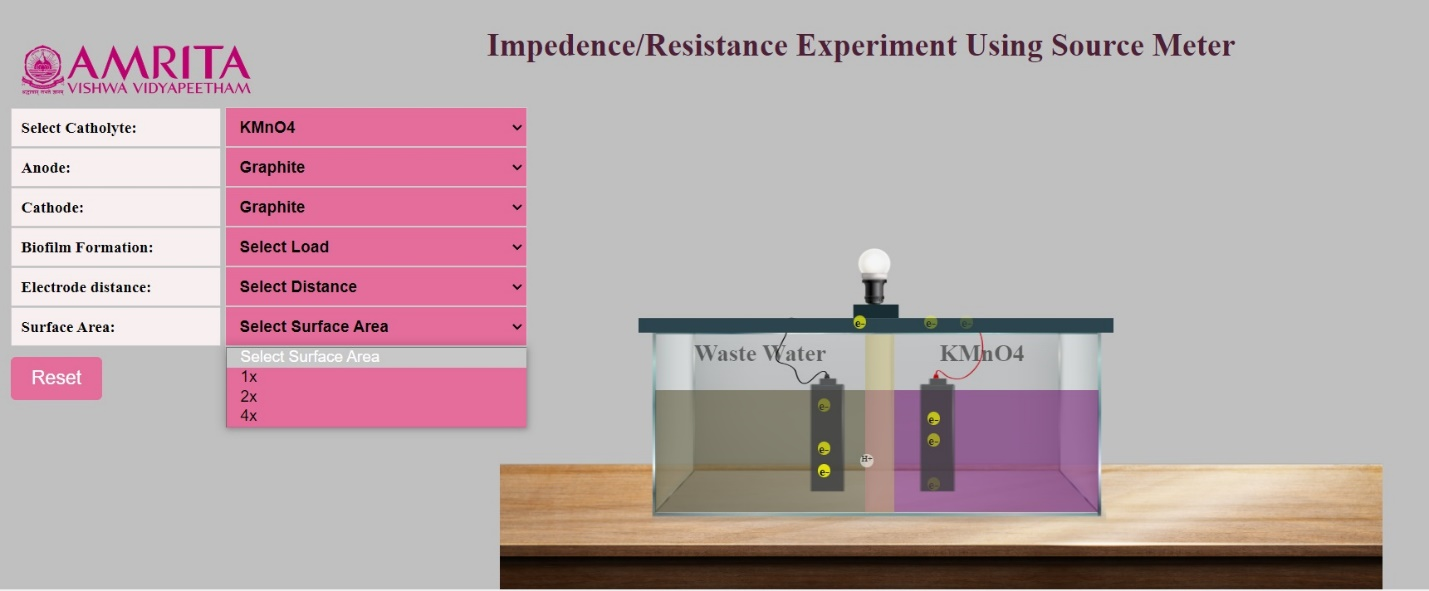 Impedence/Resistance Experiment Using Source Meter
AMRITA
VISHWA VIDYAPEETHAM
Select Catholyte:
KMnO4
Anode:
Graphite
Cathode:
Graphite
Biofilm Formation:
Select Load
Electrode distance:
Select Distance
Surface Area:
Select Surface Area
Select Surface Area
1x
2x
4x
Reset
Waste Water
KMnO4
e-
e-
e-
e-
e-
e-
e-
e-
e-
H+